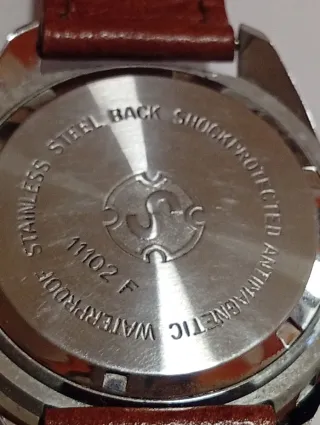 STAINLESS STEEL BACK SHOCKPROTECTED ANTIMAGNETIC WATERPROOF
S
11102 F